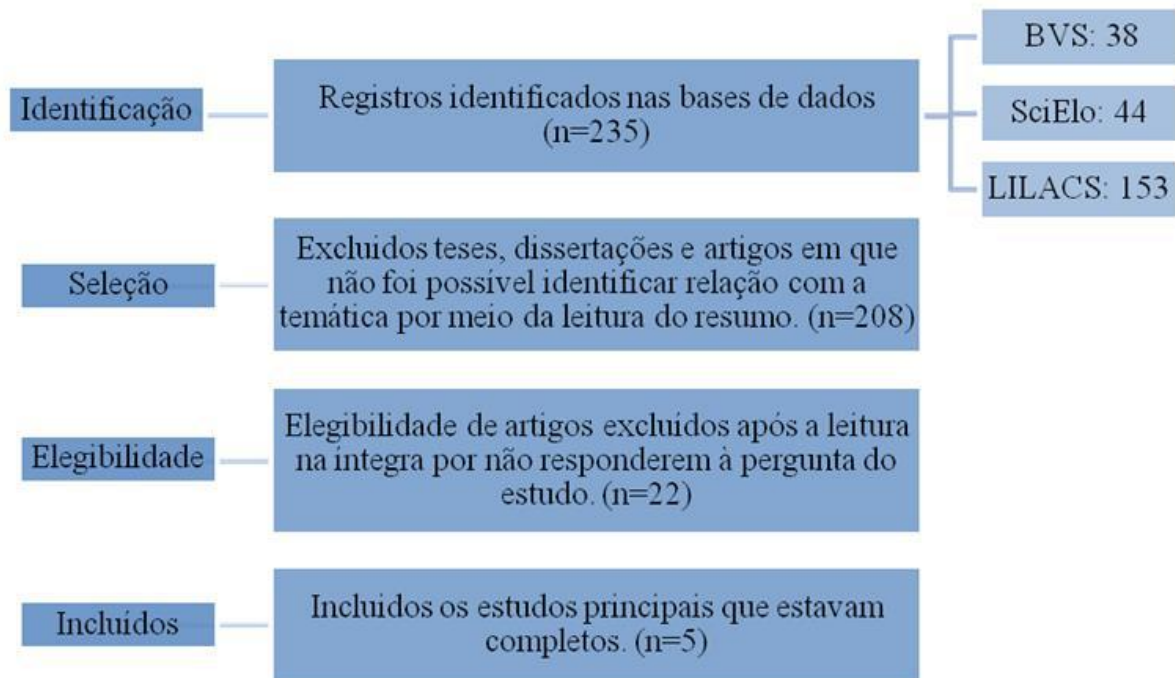 Identificação
Registros identificados nas bases de dados
(n=235)
BVS: 38
SciElo: 44
LILACS: 153
Seleção
Excluidos teses, dissertações e artigos em que
não foi possível identificar relação com a
temática por meio da leitura do resumo. (n=208)
Elegibilidade
Elegibilidade de artigos excluídos após a leitura
na íntegra por não responderem à pergunta do
estudo. (n=22)
Incluídos
Incluidos os estudos principais que estavam
completos. (n=5)